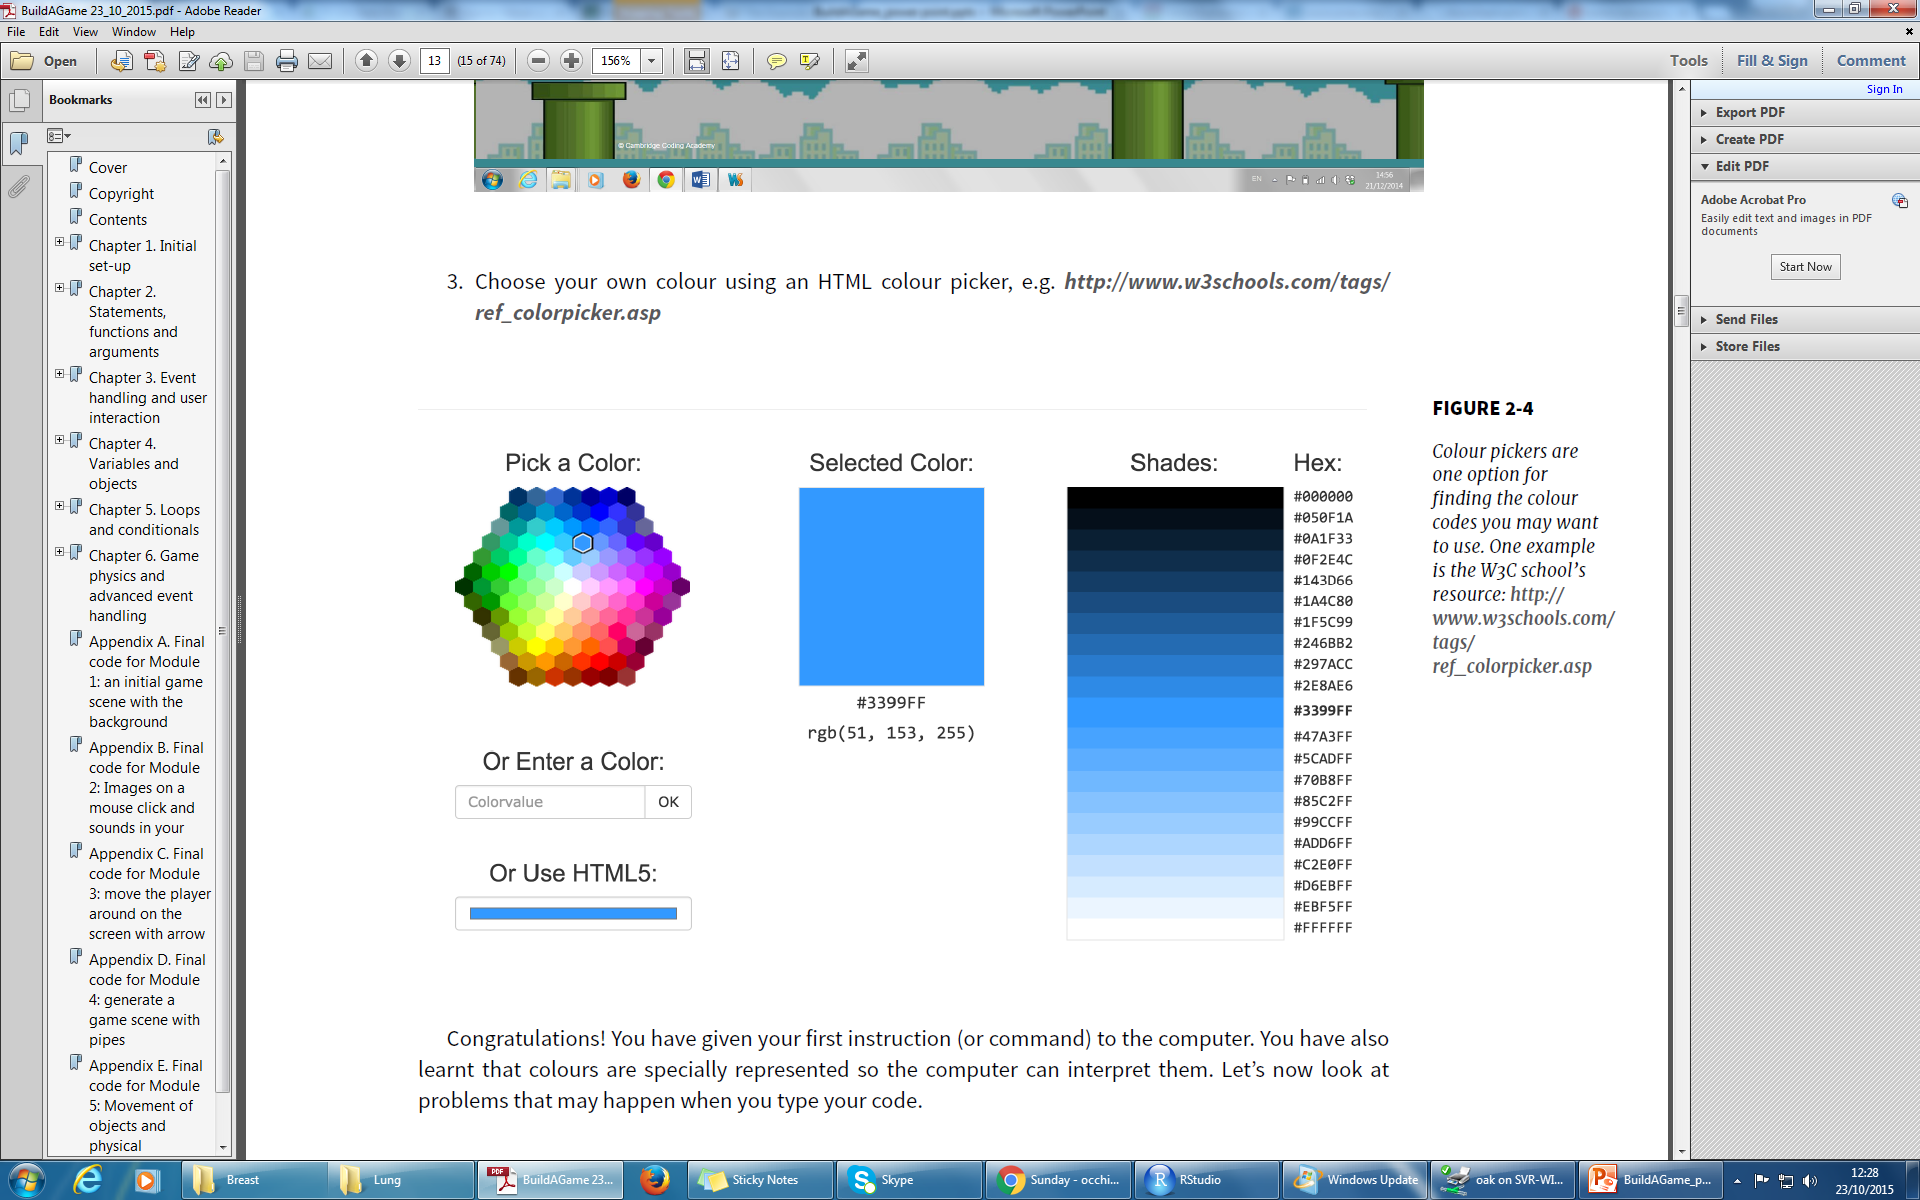 BuildAGame 23_10_2015.pdf - Adobe Reader
File Edit View Window Help
Open
13 (15 of 74) 156%
Tools Fill & Sign Comment
Bookmarks
Cover
Copyright
Contents
Chapter 1. Initial
set-up
Chapter 2.
Statements,
functions and
arguments
Chapter 3. Event
handling and user
interaction
Chapter 4.
Variables and
objects
Chapter 5. Loops
and conditionals
Chapter 6. Game
physics and
advanced event
handling
Appendix A. Final
code for Module
1: an initial game
scene with the
background
Appendix B. Final
code for Module
2: Images on a
mouse click and
sounds in your
Appendix C. Final
code for Module
3: move the player
around on the
screen with arrow
Appendix D. Final
code for Module
4: generate a
game scene with
pipes
Appendix E. Final
code for Module
5: Movement of
objects and
physical
© Cambridge Coding Academy
EN
14:56
21/12/2014
3. Choose your own colour using an HTML colour picker, e.g. http://www.w3schools.com/tags/
ref_colorpicker.asp
Pick a Color:
Or Enter a Color:
Colorvalue OK
Or Use HTML5:
Selected Color:
#3399FF
rgb(51, 153, 255)
Shades: Hex:
#000000
#050F1A
#0A1F33
#0F2E4C
#143D66
#1A4C80
#1F5C99
#246BB2
#297ACC
#2E8AE6
#3399FF
#47A3FF
#5CADFF
#70B8FF
#85C2FF
#99CCFF
#ADD6FF
#C2E0FF
#D6EBFF
#EBF5FF
#FFFFFF
FIGURE 2-4
Colour pickers are
one option for
finding the colour
codes you may want
to use. One example
is the W3C school's
resource: http://
www.w3schools.com/
tags/
ref_colorpicker.asp
Congratulations! You have given your first instruction (or command) to the computer. You have also
learnt that colours are specially represented so the computer can interpret them. Let's now look at
problems that may happen when you type your code.
Sign In
Export PDF
Create PDF
Edit PDF
Adobe Acrobat Pro
Easily edit text and images in PDF
documents
Start Now
Send Files
Store Files
Breast
Lung
BuildAGame 23...
Sticky Notes
Skype
Sunday - occhi...
RStudio
Windows Update
oak on SVR-WI...
BuildAGame_p...
12:28
23/10/2015